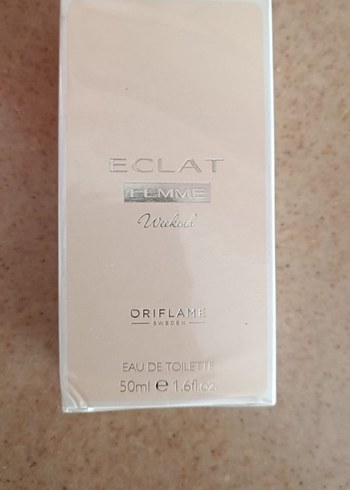 ECLAT
FEMME
Weekend
ORIFLAME
SWEDEN
EAU DE TOILETTE
50ml ℮ 1.6fl.oz